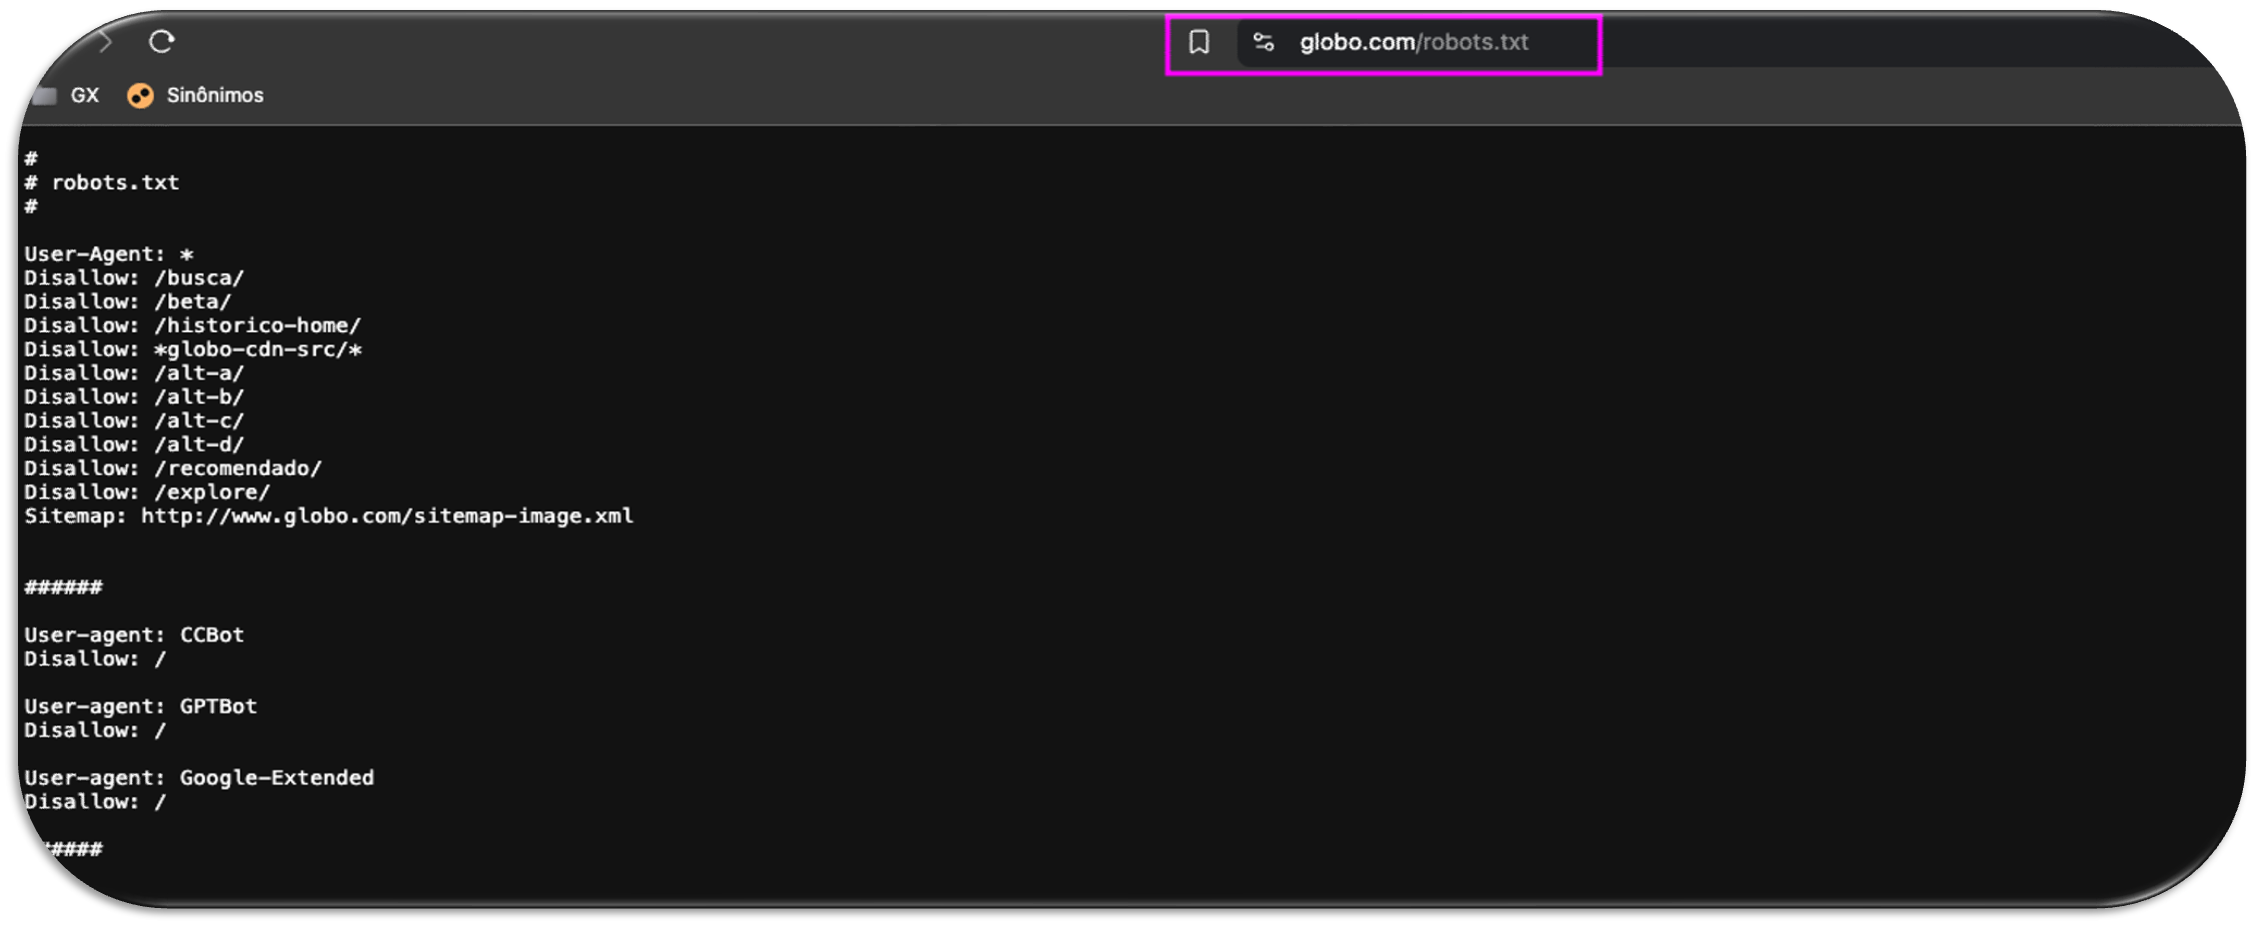 globo.com/robots.txt
GX
Sinônimos
#
# robots.txt
#
User-Agent: *
Disallow: /busca/
Disallow: /beta/
Disallow: /historico-home/
Disallow: *globo-cdn-src/*
Disallow: /alt-a/
Disallow: /alt-b/
Disallow: /alt-c/
Disallow: /alt-d/
Disallow: /recomendado/
Disallow: /explore/
Sitemap: http://www.globo.com/sitemap-image.xml
######
User-agent: CCBot
Disallow: /
User-agent: GPTBot
Disallow: /
User-agent: Google-Extended
Disallow: /
#####